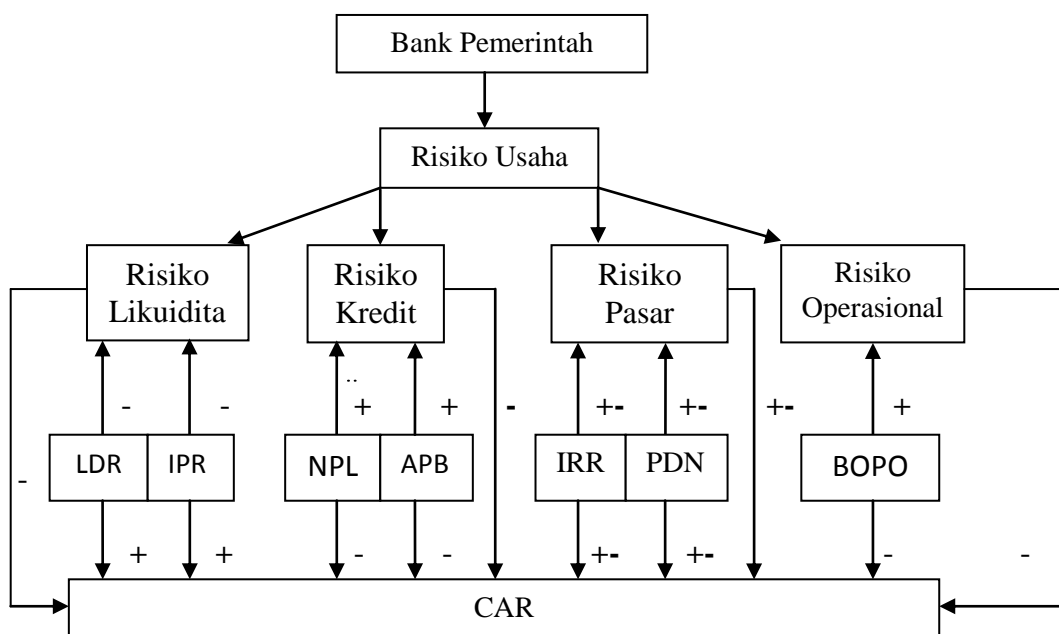 Bank Pemerintah
Risiko Usaha
Risiko
Likuidita
Risiko
Kredit
Risiko
Pasar
Risiko
Operasional
¨
- - + + - +- +- +- +
LDR IPR NPL APB IRR PDN BOPO
-
+ + - - +- +- - -
CAR